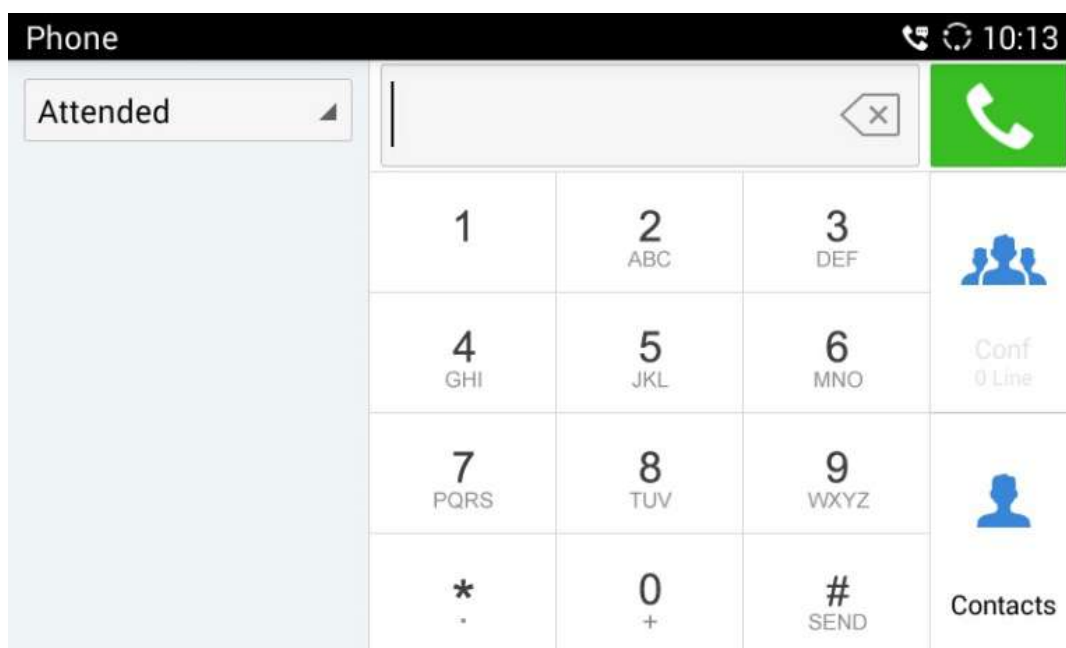 Phone
10:13
Attended
1
2
ABC
3
DEF
4
GHI
5
JKL
6
MNO
Conf
0 Line
7
PQRS
8
TUV
9
WXYZ
*
.
0
+
#
SEND
Contacts